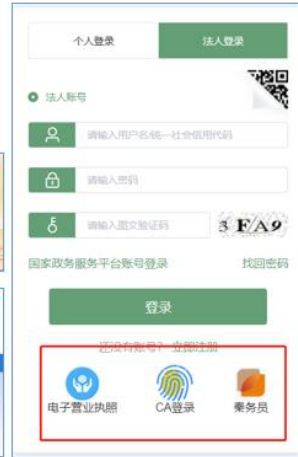 个人登录 法人登录
法人账号
请输入用户名/统一社会信用代码
请输入密码
请输入图文验证码 3 FA9
国家政务服务平台账号登录 找回密码
登录
还没有账号? 立即注册
电子营业执照 CA登录 秦务员